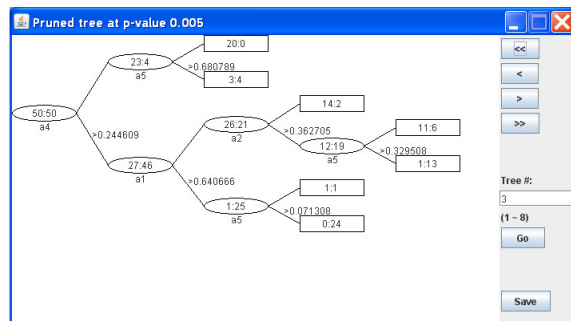 Pruned tree at p-value 0.005
20:0
23:4
a5
>0.680789
3:4
50:50
a4
>0.244609
14:2
26:21
a2
>0.362705
11:6
12:19
a5
>0.329508
1:13
27:46
a1
>0.640666
1:1
1:25
a5
>0.071308
0:24
<<
<
>
>>
Tree #:
3
(1 ~ 8)
Go
Save